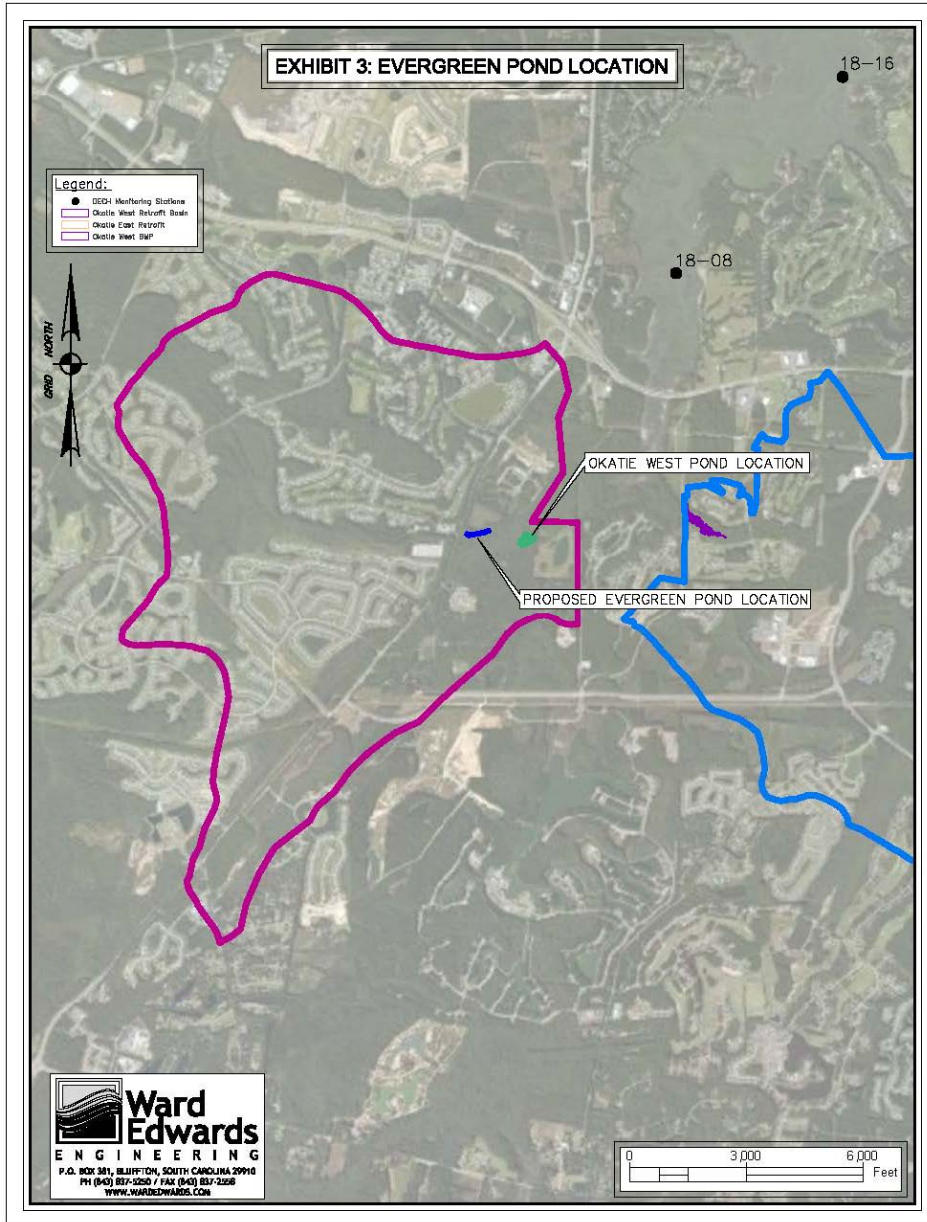 EXHIBIT 3: EVERGREEN POND LOCATION
18-16
Legend:
OECH Monitoring Stations
Okatie West Retrofit Basin
Okatie East Retrofit
Okatie West BMP
18-08
GRID NORTH
OKATIE WEST POND LOCATION
PROPOSED EVERGREEN POND LOCATION
Ward
Edwards
ENGINEERING
P.O. BOX 381, BLUFFTON, SOUTH CAROLINA 29910
PH (843) 837-5250 / FAX (843) 837-2558
WWW.WARDEDWARDS.COM
0 3,000 6,000
Feet